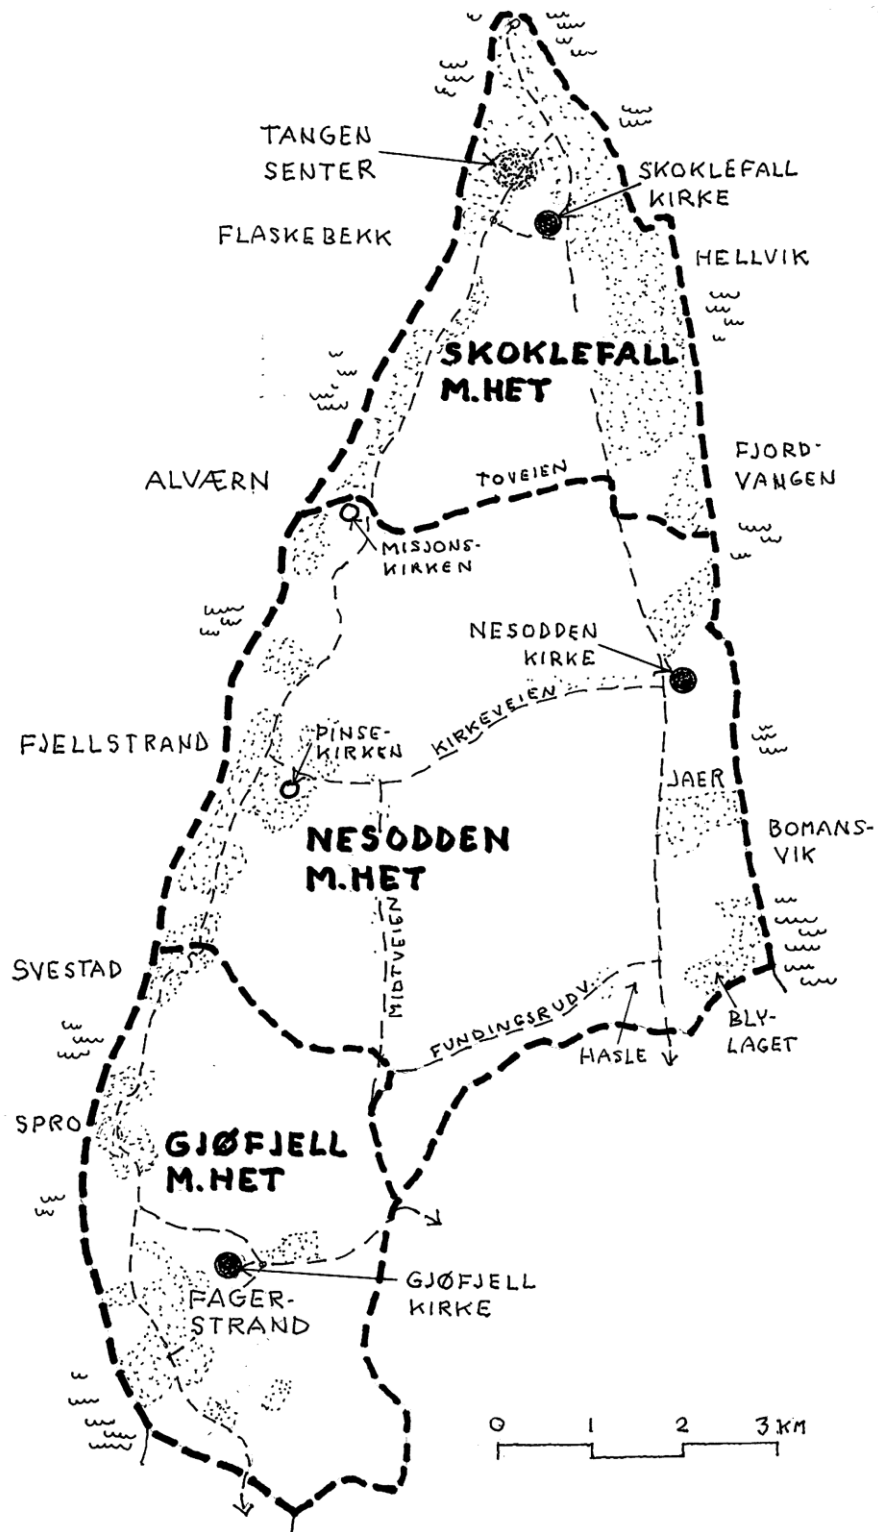 TANGEN
SENTER
SKOKLEFALL
KIRKE
FLASKEBEKK
HELLVIK
SKOKLEFALL
M.HET
ALVÆRN
TOVEIEN
FJORD-
VANGEN
MISJONS-
KIRKEN
NESODDEN
KIRKE
KIRKEVEIEN
FJELLSTRAND
PINSE-
KIRKEN
JAER
NESODDEN
M.HET
BOMANS-
VIK
MIDTVEIEN
SVESTAD
FUNDINGSRUDV.
HASLE
BLY-
LAGET
SPRO
GJØFJELL
M.HET
FAGER-
STRAND
GJØFJELL
KIRKE
0 1 2 3 KM